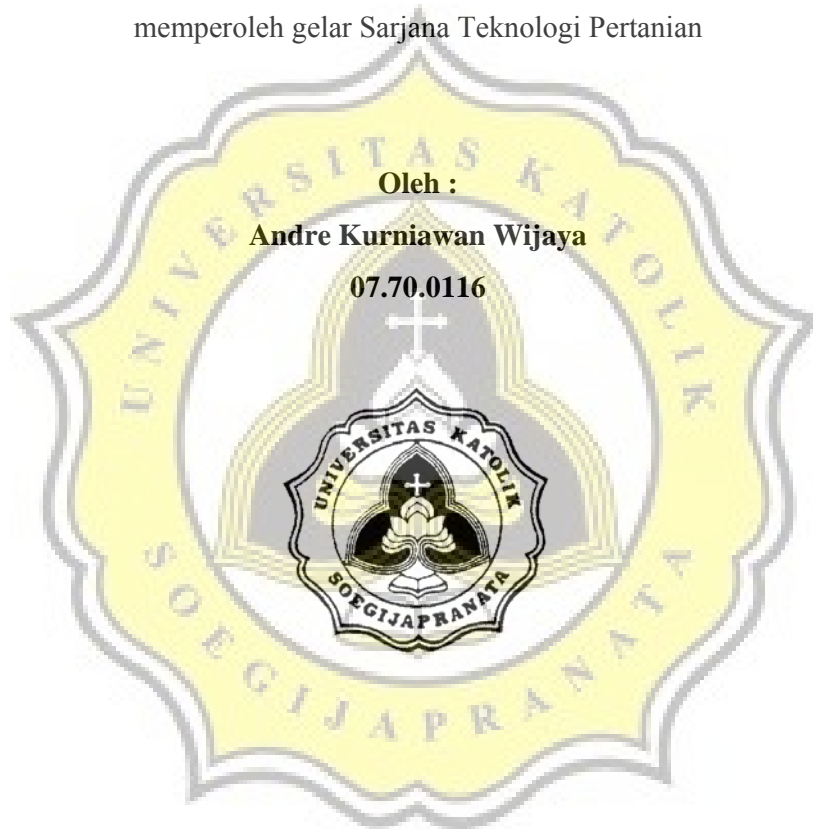 memperoleh gelar Sarjana Teknologi Pertanian
Oleh :
Andre Kurniawan Wijaya
07.70.0116
UNIVERSITAS KATOLIK
SOEGIJAPRANATA
UNIVERSITAS KATOLIK
SOEGIJAPRANATA